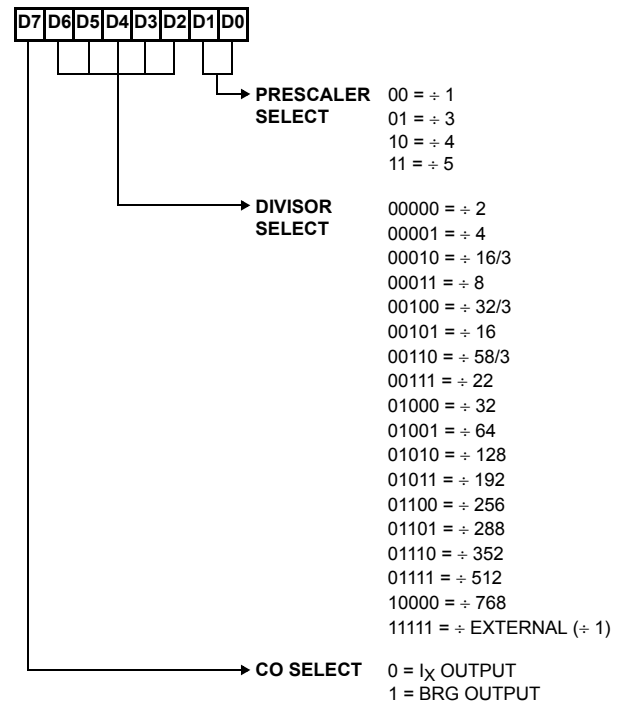 D7 D6 D5 D4 D3 D2 D1 D0
PRESCALER SELECT
00 = ÷ 1
01 = ÷ 3
10 = ÷ 4
11 = ÷ 5
DIVISOR SELECT
00000 = ÷ 2
00001 = ÷ 4
00010 = ÷ 16/3
00011 = ÷ 8
00100 = ÷ 32/3
00101 = ÷ 16
00110 = ÷ 58/3
00111 = ÷ 22
01000 = ÷ 32
01001 = ÷ 64
01010 = ÷ 128
01011 = ÷ 192
01100 = ÷ 256
01101 = ÷ 288
01110 = ÷ 352
01111 = ÷ 512
10000 = ÷ 768
11111 = ÷ EXTERNAL (÷ 1)
CO SELECT
0 = IX OUTPUT
1 = BRG OUTPUT